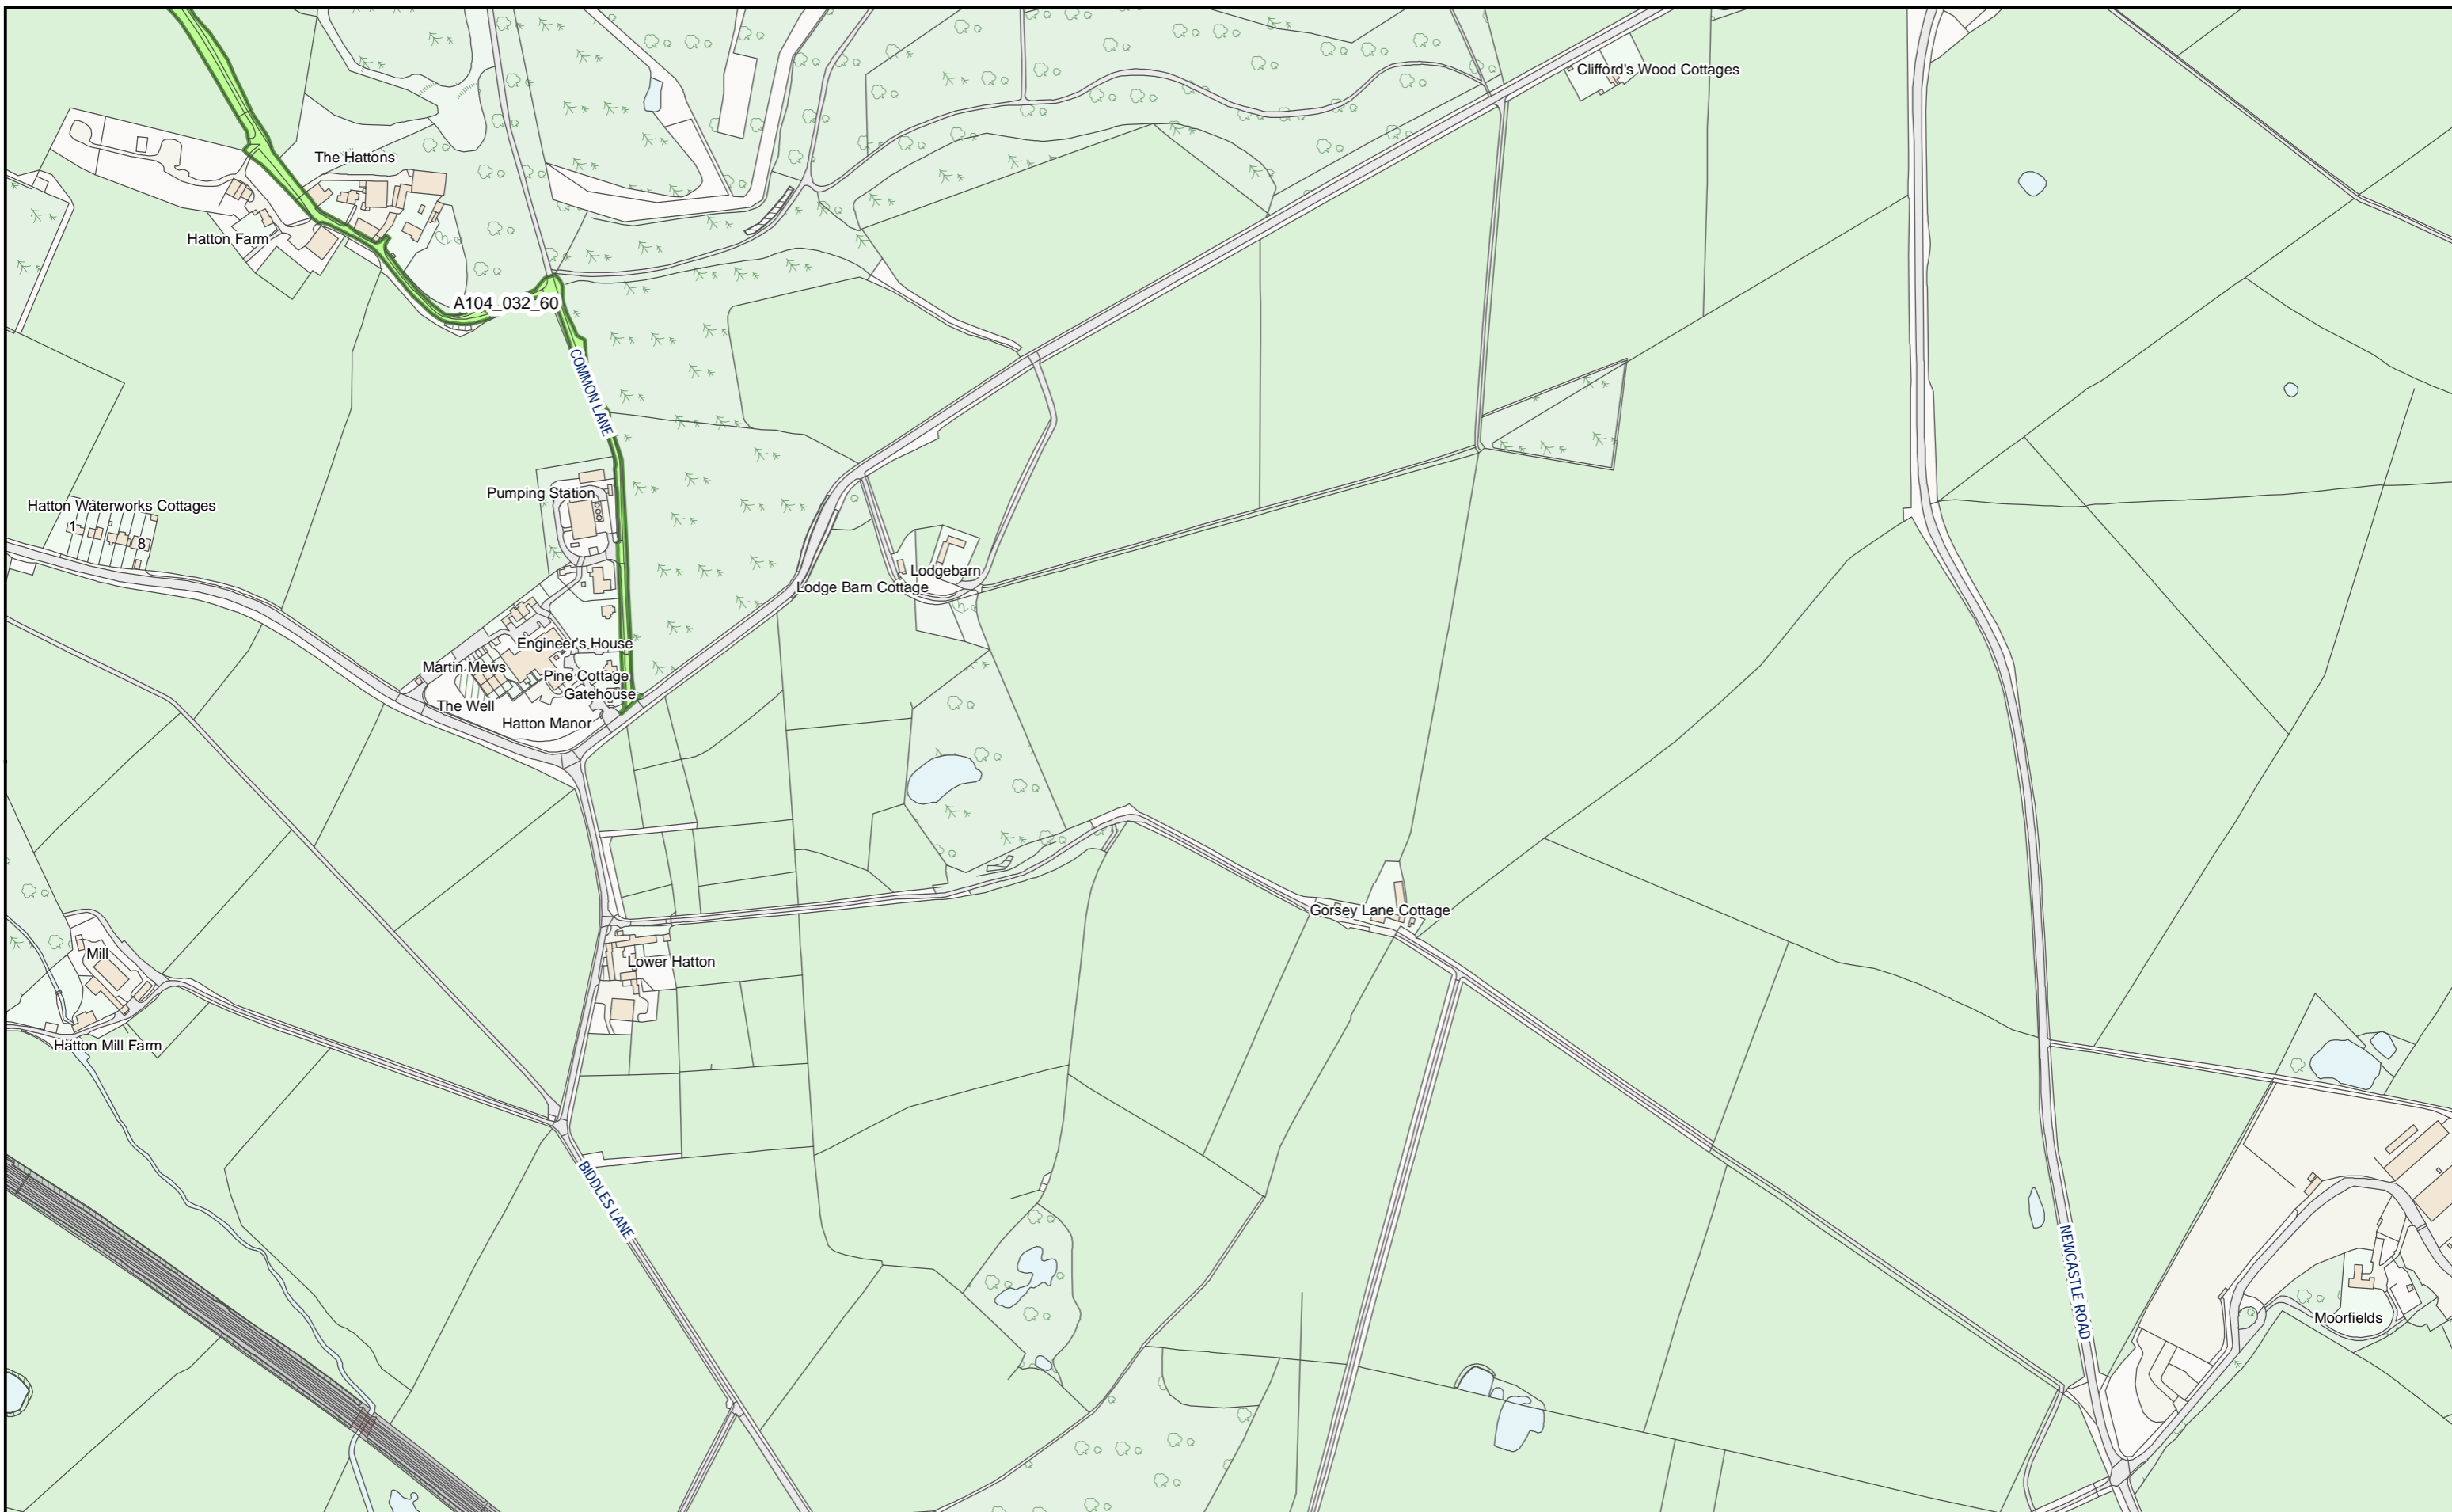 Clifford's Wood Cottages
The Hattons
Hatton Farm
A104_032_60
COMMON LANE
Pumping Station
Hatton Waterworks Cottages
1
8
Lodgebarn
Lodge Barn Cottage
Engineer's House
Martin Mews
Pine Cottage
Gatehouse
The Well
Hatton Manor
Gorsey Lane Cottage
Mill
Lower Hatton
Hatton Mill Farm
BIDDLES LANE
NEWCASTLE ROAD
Moorfields